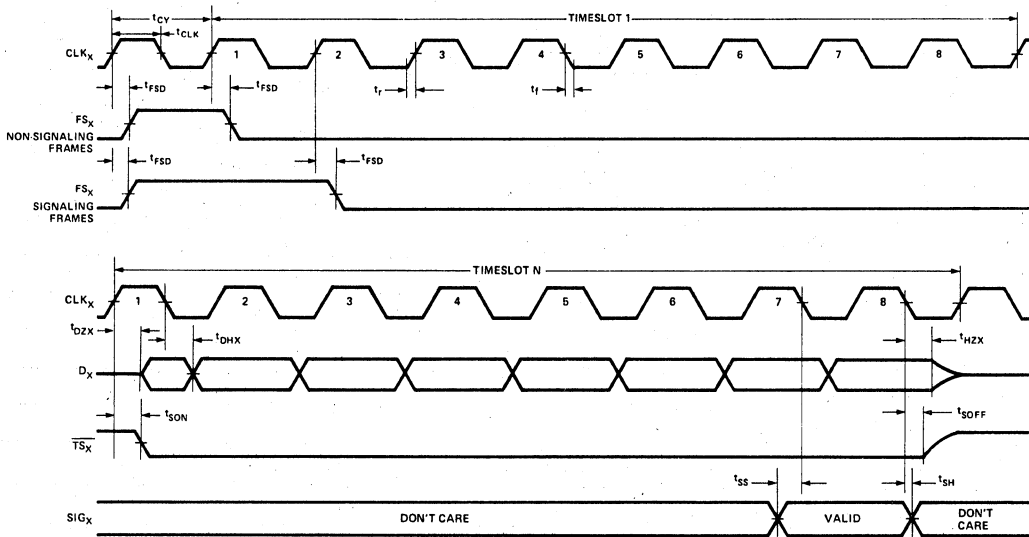 tCY
TIMESLOT 1
tCLK
CLKX
1 2 3 4 5 6 7 8
tFSD
tFSD
tr
tf
FSX
NON-SIGNALING
FRAMES
tFSD
tFSD
FSX
SIGNALING
FRAMES
TIMESLOT N
CLKX
1 2 3 4 5 6 7 8
tDZX
tDHX
tHZX
DX
tSON
tSOFF
TSX
tSS
tSH
SIGX
DON'T CARE
VALID
DON'T
CARE